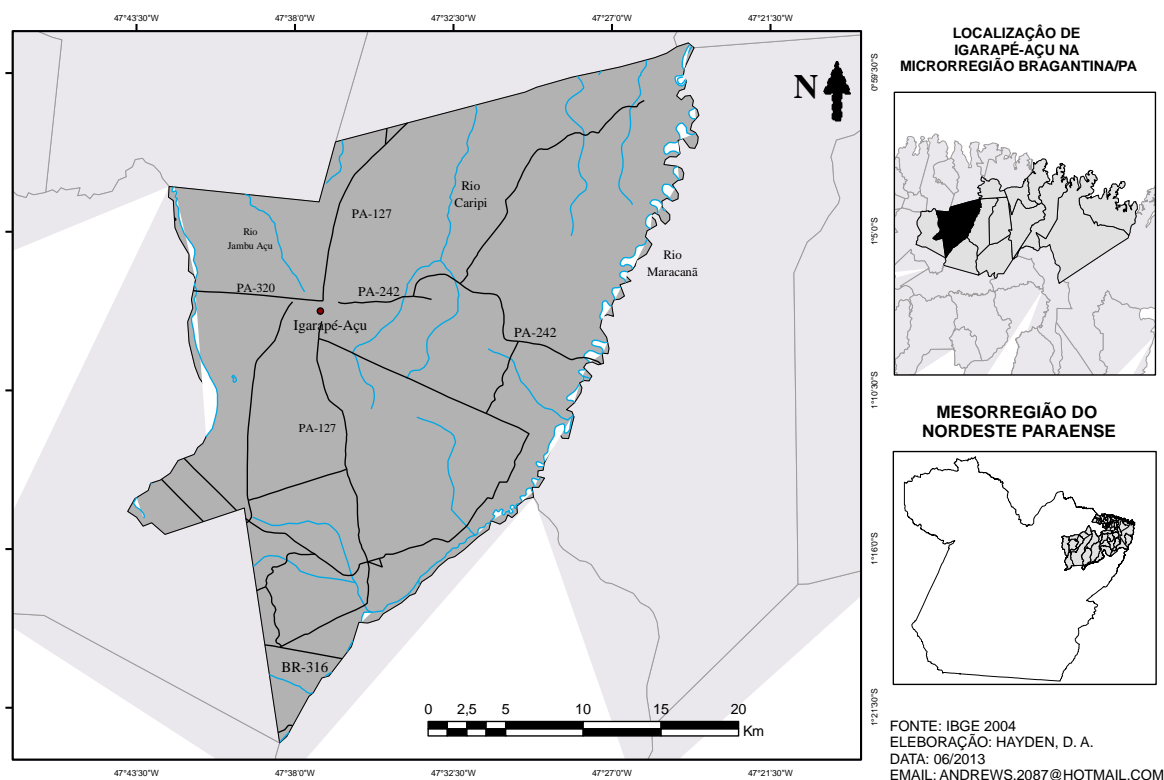 47°43'30"W
47°38'0"W
47°32'30"W
47°27'0"W
47°21'30"W
LOCALIZAÇÂO DE
IGARAPÉ-AÇU NA
MICRORREGIÃO BRAGANTINA/PA
N
0°59'30"S
Rio
Caripi
PA-127
Rio
Jambu Açu
1°5'0"S
Rio
Maracanã
PA-320
PA-242
Igarapé-Açu
PA-242
1°10'30"S
MESORREGIÃO DO
NORDESTE PARAENSE
PA-127
1°16'0"S
BR-316
1°21'30"S
0 2,5 5 10 15 20
Km
FONTE: IBGE 2004
ELEBORAÇÃO: HAYDEN, D. A.
DATA: 06/2013
EMAIL: ANDREWS.2087@HOTMAIL.COM
47°43'30"W
47°38'0"W
47°32'30"W
47°27'0"W
47°21'30"W